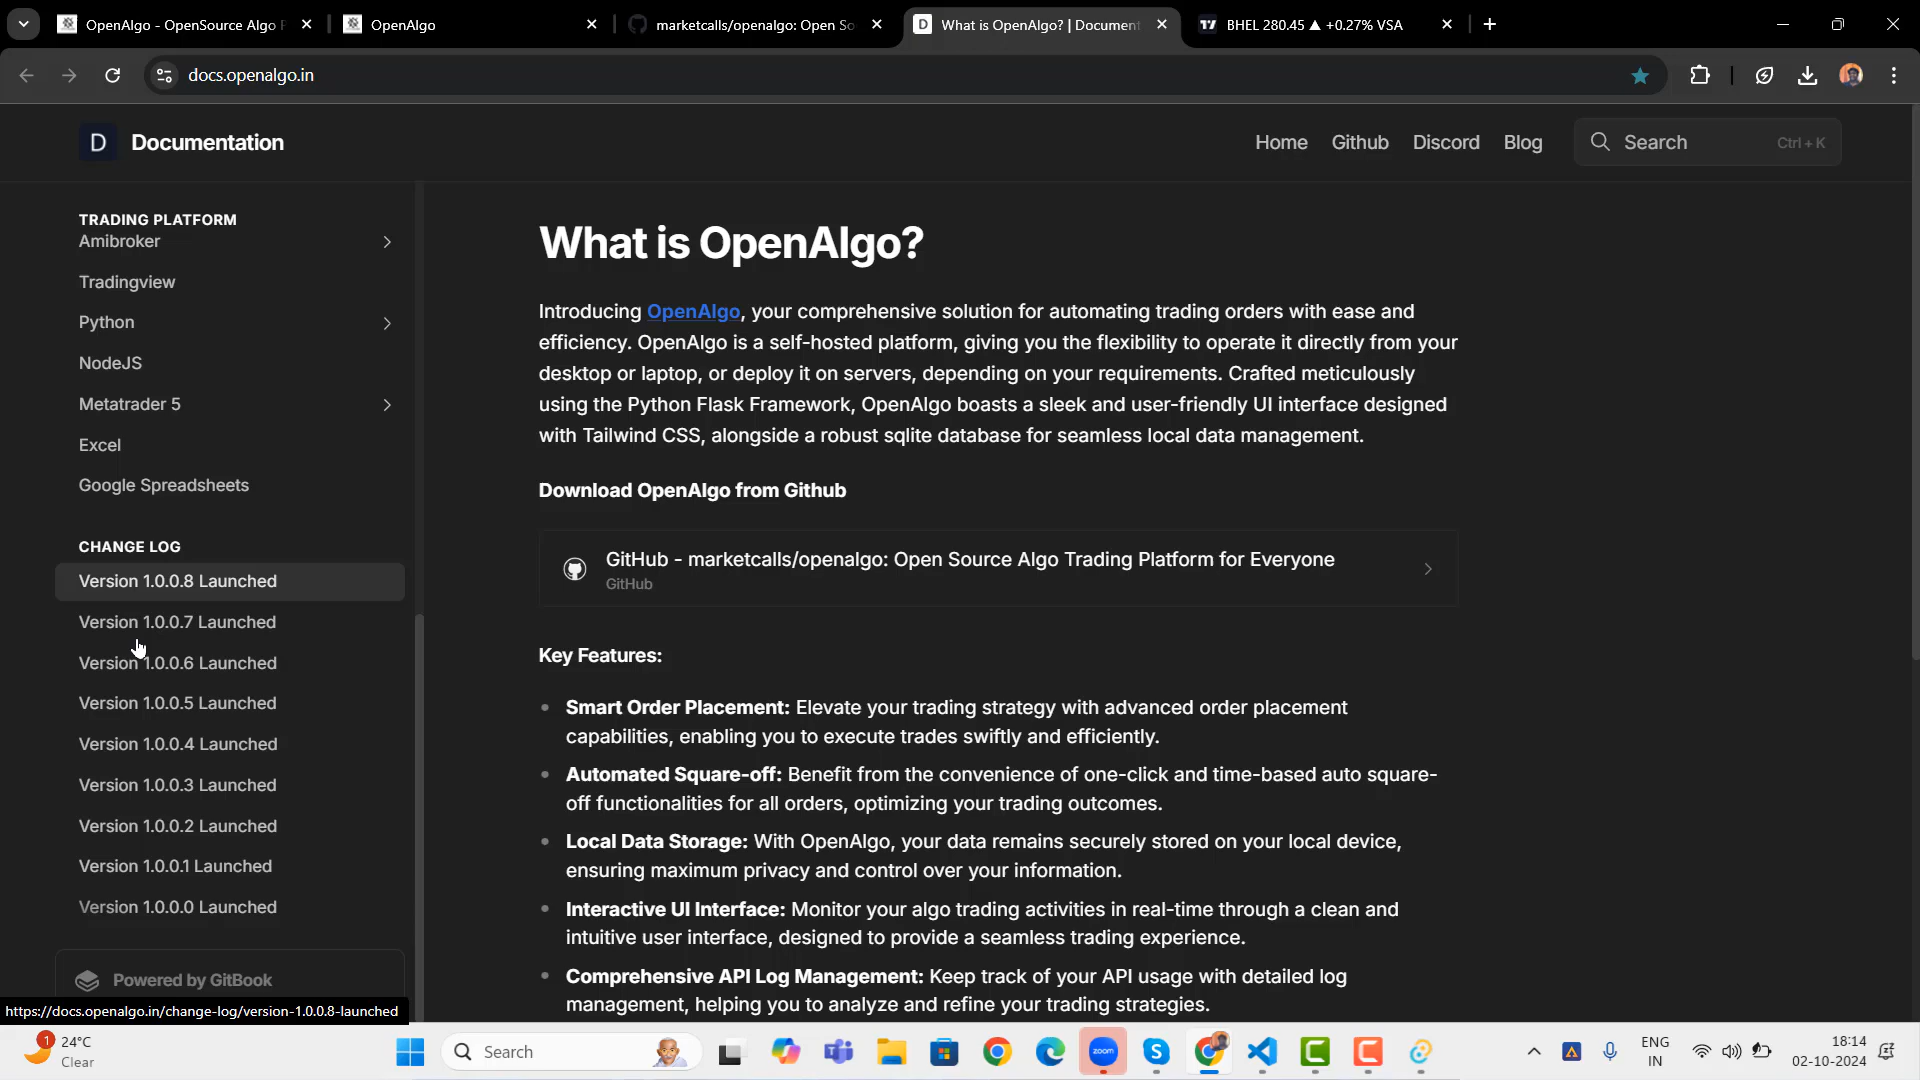 OpenAlgo - OpenSource Algo P
OpenAlgo
marketcalls/openalgo: Open So
What is OpenAlgo? | Document
BHEL 280.45 ▲ +0.27% VSA
docs.openalgo.in
D Documentation
Home Github Discord Blog Search Ctrl + K
TRADING PLATFORM
Amibroker
Tradingview
Python
NodeJS
Metatrader 5
Excel
Google Spreadsheets
CHANGE LOG
Version 1.0.0.8 Launched
Version 1.0.0.7 Launched
Version 1.0.0.6 Launched
Version 1.0.0.5 Launched
Version 1.0.0.4 Launched
Version 1.0.0.3 Launched
Version 1.0.0.2 Launched
Version 1.0.0.1 Launched
Version 1.0.0.0 Launched
Powered by GitBook
https://docs.openalgo.in/change-log/version-1.0.0.8-launched
What is OpenAlgo?
Introducing OpenAlgo, your comprehensive solution for automating trading orders with ease and
efficiency. OpenAlgo is a self-hosted platform, giving you the flexibility to operate it directly from your
desktop or laptop, or deploy it on servers, depending on your requirements. Crafted meticulously
using the Python Flask Framework, OpenAlgo boasts a sleek and user-friendly UI interface designed
with Tailwind CSS, alongside a robust sqlite database for seamless local data management.
Download OpenAlgo from Github
GitHub - marketcalls/openalgo: Open Source Algo Trading Platform for Everyone
GitHub
Key Features:
Smart Order Placement: Elevate your trading strategy with advanced order placement
capabilities, enabling you to execute trades swiftly and efficiently.
Automated Square-off: Benefit from the convenience of one-click and time-based auto square-
off functionalities for all orders, optimizing your trading outcomes.
Local Data Storage: With OpenAlgo, your data remains securely stored on your local device,
ensuring maximum privacy and control over your information.
Interactive UI Interface: Monitor your algo trading activities in real-time through a clean and
intuitive user interface, designed to provide a seamless trading experience.
Comprehensive API Log Management: Keep track of your API usage with detailed log
management, helping you to analyze and refine your trading strategies.
1
24°C
Clear
Search
zoom
ENG
IN
18:14
02-10-2024